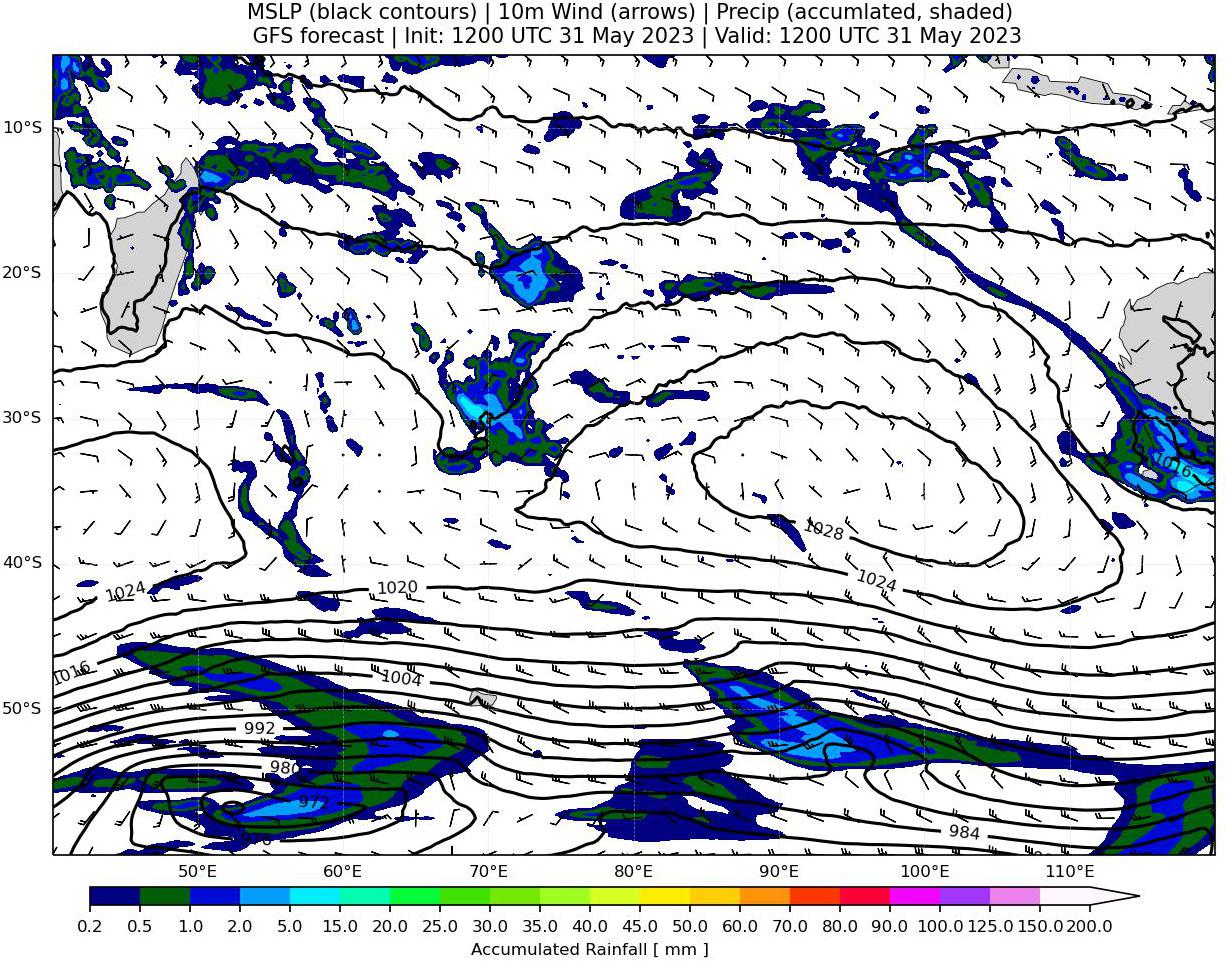 MSLP (black contours) | 10m Wind (arrows) | Precip (accumlated, shaded)
GFS forecast | Init: 1200 UTC 31 May 2023 | Valid: 1200 UTC 31 May 2023
10°S
20°S
30°S
1016
1028
40°S
1024
1020
1024
1016
1004
50°S
992
980
972
984
50°E 60°E 70°E 80°E 90°E 100°E 110°E
0.2 0.5 1.0 2.0 5.0 10.0 15.0 20.0 25.0 30.0 35.0 40.0 45.0 50.0 60.0 70.0 80.0 90.0 100.0 125.0 150.0 200.0
Accumulated Rainfall [ mm ]